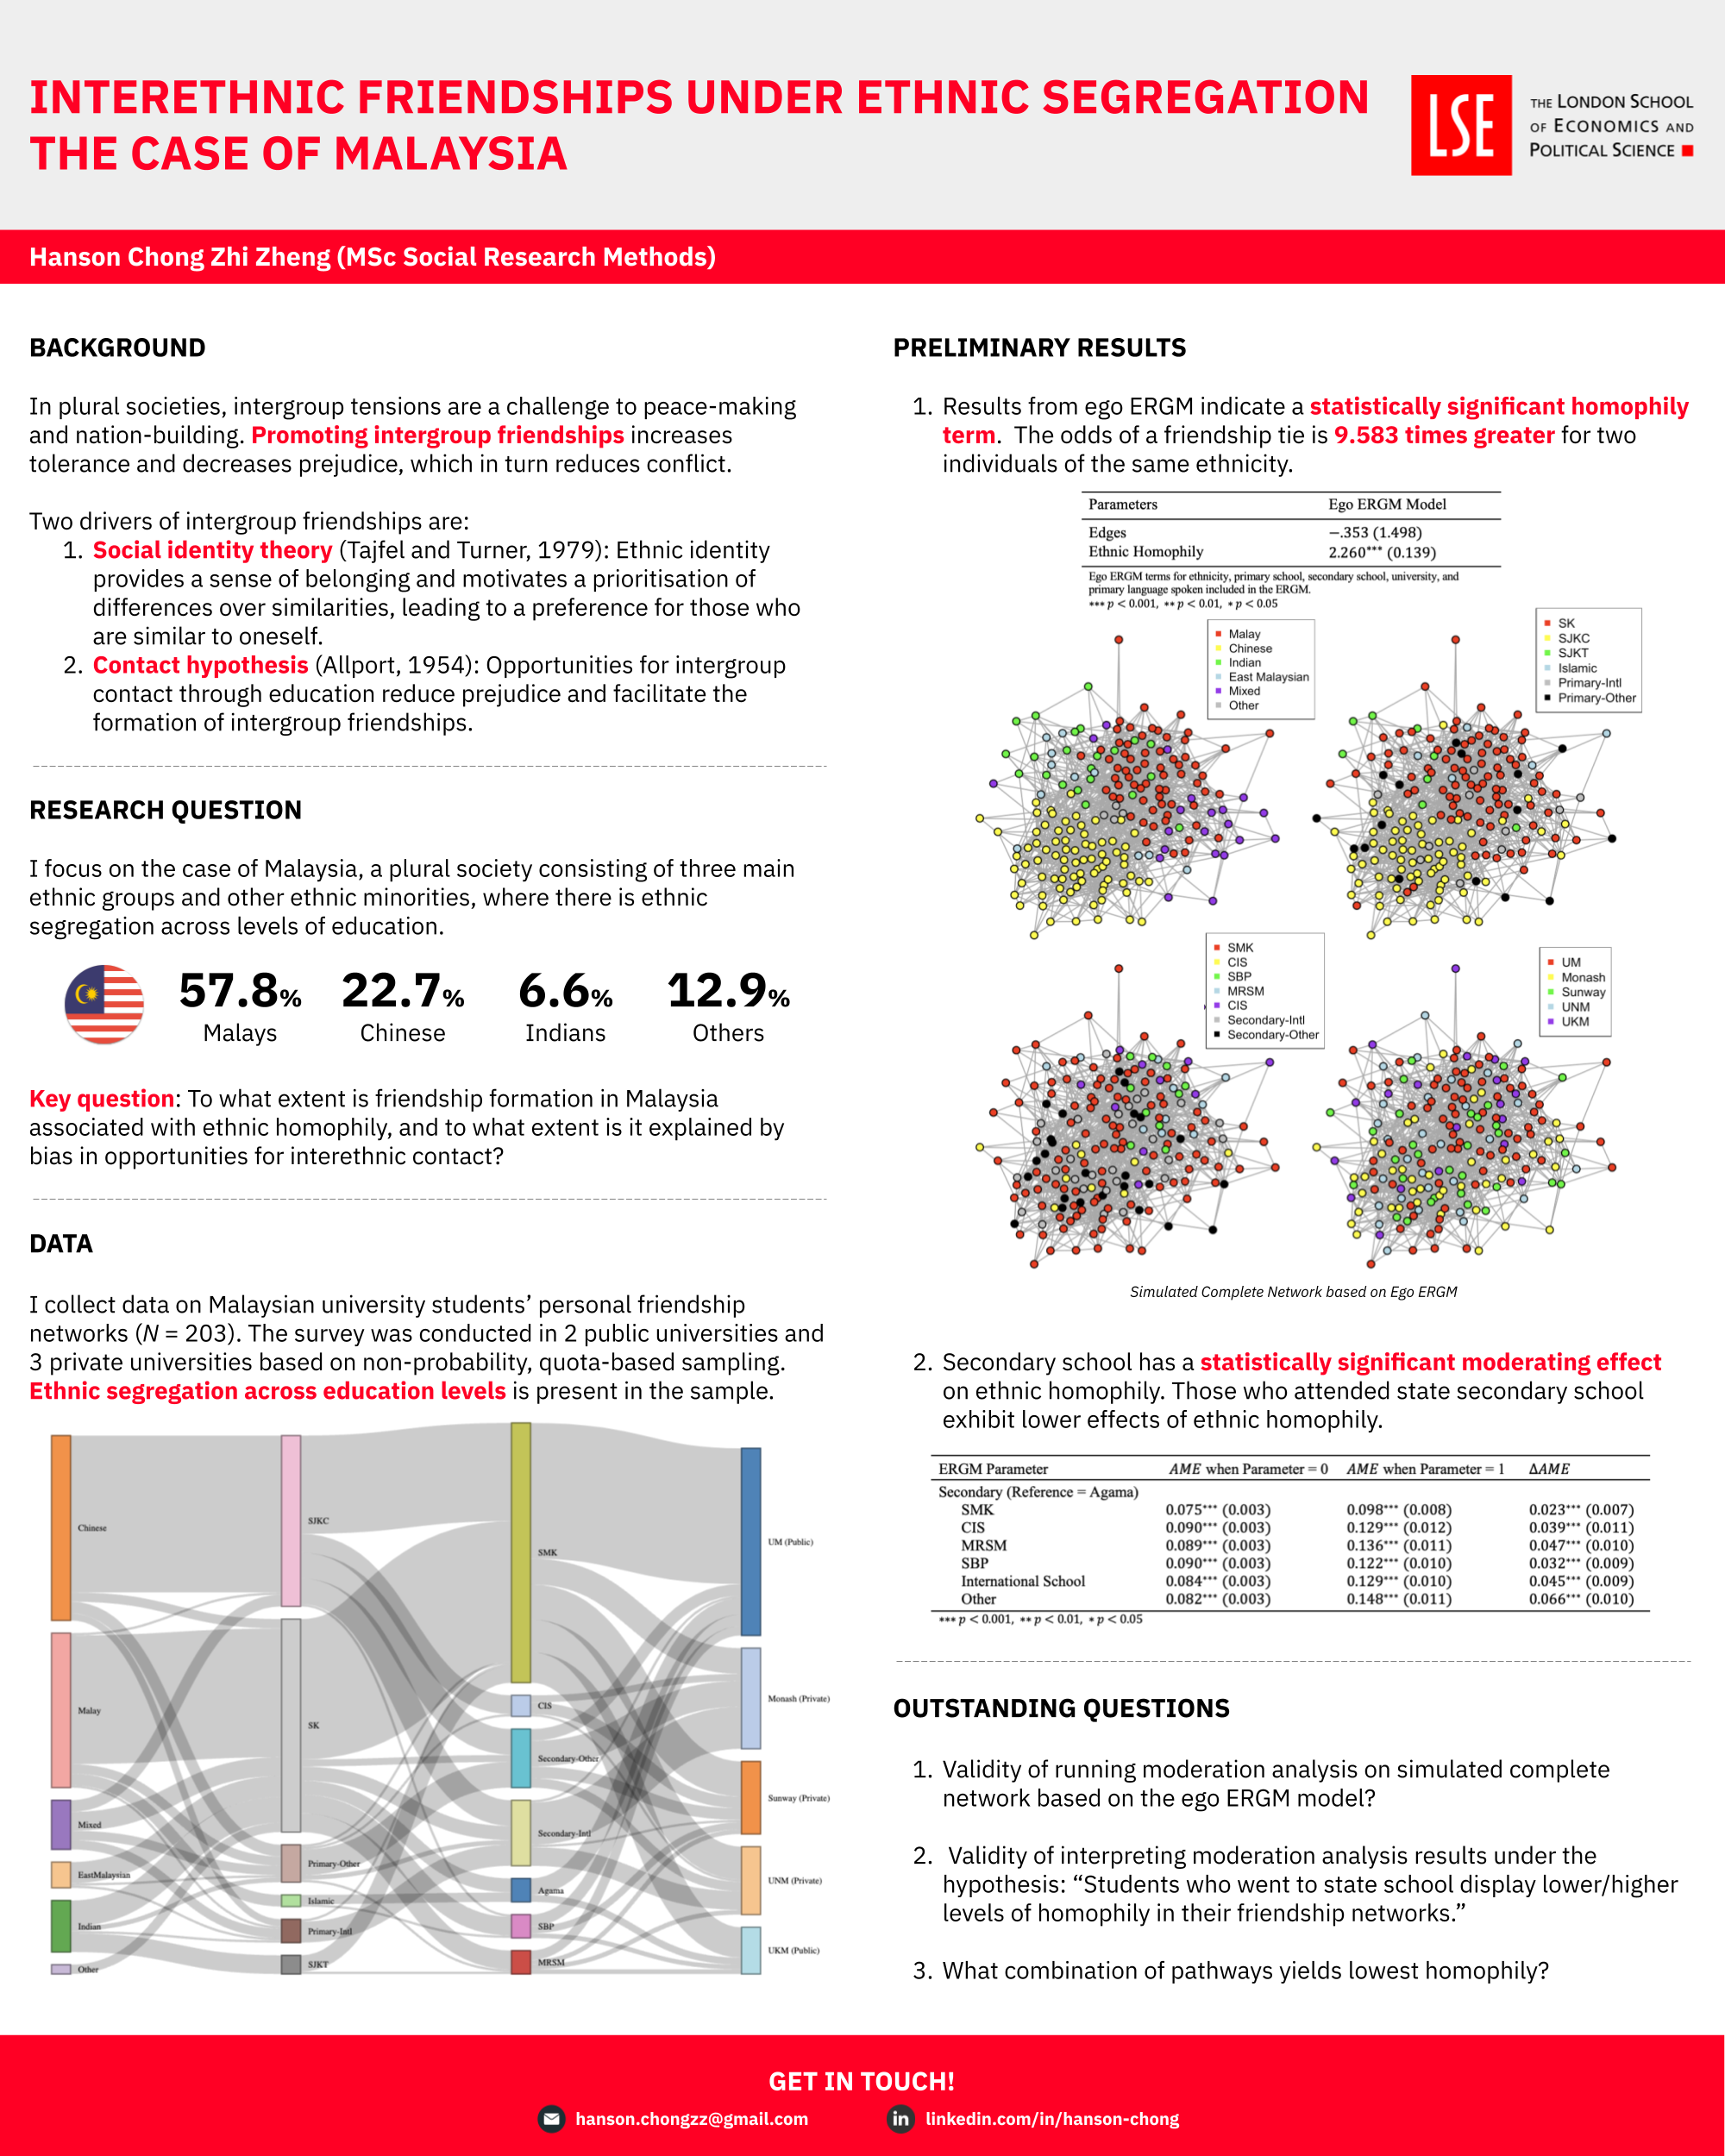 INTERETHNIC FRIENDSHIPS UNDER ETHNIC SEGREGATION
THE CASE OF MALAYSIA
LSE
THE LONDON SCHOOL
OF ECONOMICS AND
POLITICAL SCIENCE
Hanson Chong Zhi Zheng (MSc Social Research Methods)
BACKGROUND
In plural societies, intergroup tensions are a challenge to peace-making
and nation-building. Promoting intergroup friendships increases
tolerance and decreases prejudice, which in turn reduces conflict.
Two drivers of intergroup friendships are:
1. Social identity theory (Tajfel and Turner, 1979): Ethnic identity
provides a sense of belonging and motivates a prioritisation of
differences over similarities, leading to a preference for those who
are similar to oneself.
2. Contact hypothesis (Allport, 1954): Opportunities for intergroup
contact through education reduce prejudice and facilitate the
formation of intergroup friendships.
RESEARCH QUESTION
I focus on the case of Malaysia, a plural society consisting of three main
ethnic groups and other ethnic minorities, where there is ethnic
segregation across levels of education.
57.8% 22.7% 6.6% 12.9%
Malays Chinese Indians Others
Key question: To what extent is friendship formation in Malaysia
associated with ethnic homophily, and to what extent is it explained by
bias in opportunities for interethnic contact?
DATA
I collect data on Malaysian university students’ personal friendship
networks (N = 203). The survey was conducted in 2 public universities and
3 private universities based on non-probability, quota-based sampling.
Ethnic segregation across education levels is present in the sample.
Chinese
Malay
Mixed
EastMalaysian
Indian
Other
SJKC
SK
Primary-Other
Islamic
Primary-Intl
SJKT
SMK
CIS
Secondary-Other
Secondary-Intl
Agama
SBP
MRSM
UM (Public)
Monash (Private)
Sunway (Private)
UNM (Private)
UKM (Public)
PRELIMINARY RESULTS
1. Results from ego ERGM indicate a statistically significant homophily
term. The odds of a friendship tie is 9.583 times greater for two
individuals of the same ethnicity.
Parameters Ego ERGM Model
Edges −.353 (1.498)
Ethnic Homophily 2.260*** (0.139)
Ego ERGM terms for ethnicity, primary school, secondary school, university, and
primary language spoken included in the ERGM.
*** p < 0.001, ** p < 0.01, * p < 0.05
Malay
Chinese
Indian
East Malaysian
Mixed
Other
SK
SJKC
SJKT
Islamic
Primary-Intl
Primary-Other
SMK
CIS
SBP
MRSM
CIS
Secondary-Intl
Secondary-Other
UM
Monash
Sunway
UNM
UKM
Simulated Complete Network based on Ego ERGM
2. Secondary school has a statistically significant moderating effect
on ethnic homophily. Those who attended state secondary school
exhibit lower effects of ethnic homophily.
ERGM Parameter AME when Parameter = 0 AME when Parameter = 1 ΔAME
Secondary (Reference = Agama)
SMK 0.075*** (0.003) 0.098*** (0.008) 0.023*** (0.007)
CIS 0.090*** (0.003) 0.129*** (0.012) 0.039*** (0.011)
MRSM 0.089*** (0.003) 0.136*** (0.011) 0.047*** (0.010)
SBP 0.090*** (0.003) 0.122*** (0.010) 0.032*** (0.009)
International School 0.084*** (0.003) 0.129*** (0.010) 0.045*** (0.009)
Other 0.082*** (0.003) 0.148*** (0.011) 0.066*** (0.010)
*** p < 0.001, ** p < 0.01, * p < 0.05
OUTSTANDING QUESTIONS
1. Validity of running moderation analysis on simulated complete
network based on the ego ERGM model?
2. Validity of interpreting moderation analysis results under the
hypothesis: “Students who went to state school display lower/higher
levels of homophily in their friendship networks.”
3. What combination of pathways yields lowest homophily?
GET IN TOUCH!
hanson.chongzz@gmail.com
in linkedin.com/in/hanson-chong